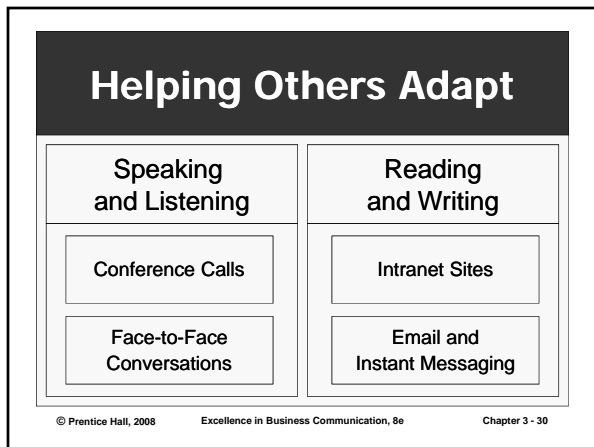 Helping Others Adapt
Speaking
and Listening
Conference Calls
Face-to-Face
Conversations
Reading
and Writing
Intranet Sites
Email and
Instant Messaging
© Prentice Hall, 2008 Excellence in Business Communication, 8e Chapter 3 - 30